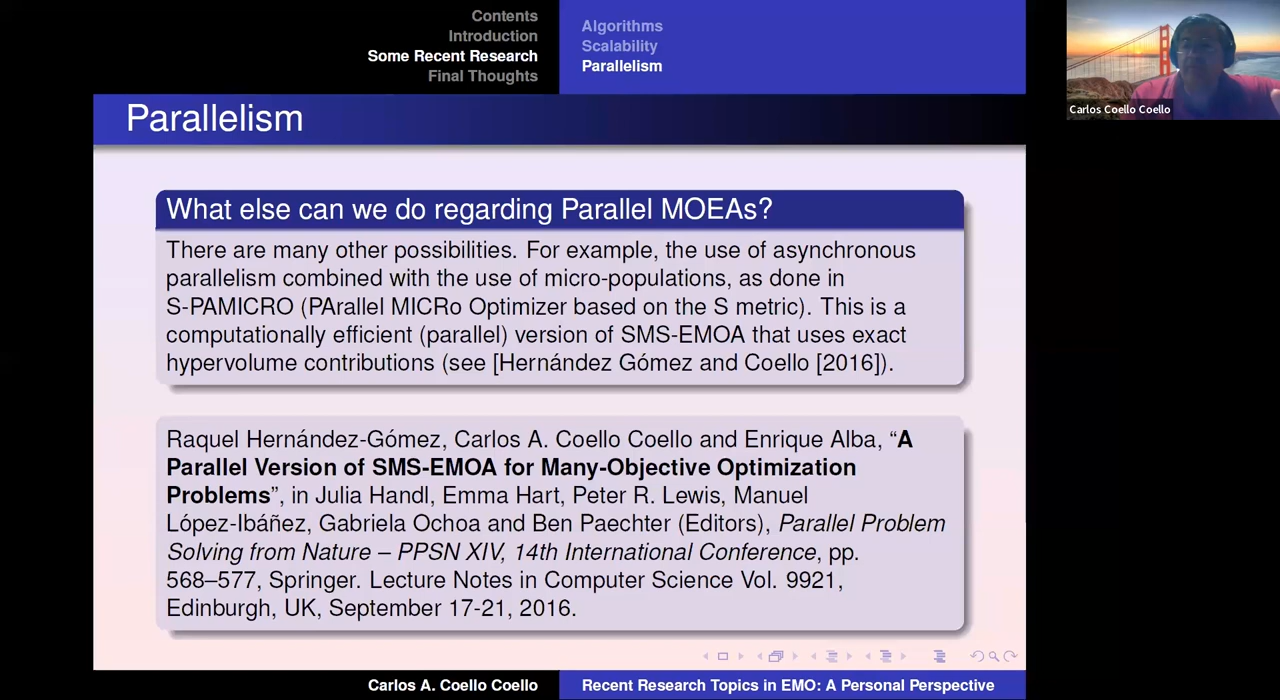 Contents
Introduction
Some Recent Research
Final Thoughts
Algorithms
Scalability
Parallelism
Carlos Coello Coello
Parallelism
What else can we do regarding Parallel MOEAs?
There are many other possibilities. For example, the use of asynchronous
parallelism combined with the use of micro-populations, as done in
S-PAMICRO (PArallel MICRo Optimizer based on the S metric). This is a
computationally efficient (parallel) version of SMS-EMOA that uses exact
hypervolume contributions (see [Hernández Gómez and Coello [2016]).
Raquel Hernández-Gómez, Carlos A. Coello Coello and Enrique Alba, “A
Parallel Version of SMS-EMOA for Many-Objective Optimization
Problems”, in Julia Handl, Emma Hart, Peter R. Lewis, Manuel
López-Ibáñez, Gabriela Ochoa and Ben Paechter (Editors), Parallel Problem
Solving from Nature – PPSN XIV, 14th International Conference, pp.
568–577, Springer. Lecture Notes in Computer Science Vol. 9921,
Edinburgh, UK, September 17-21, 2016.
Carlos A. Coello Coello
Recent Research Topics in EMO: A Personal Perspective